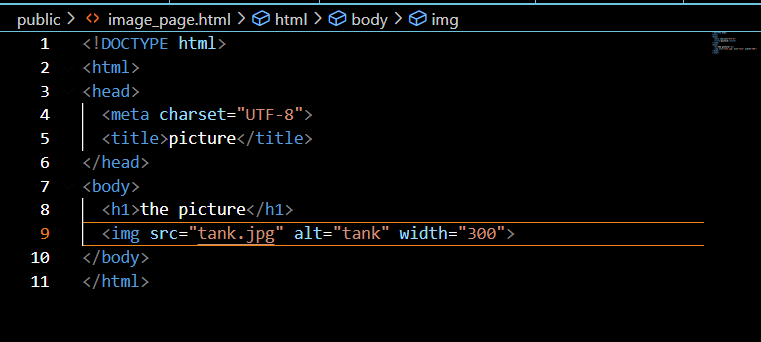 public > image_page.html > html > body > img
1 <!DOCTYPE html>
2 <html>
3 <head>
4   <meta charset="UTF-8">
5   <title>picture</title>
6 </head>
7 <body>
8   <h1>the picture</h1>
9   <img src="tank.jpg" alt="tank" width="300">
10 </body>
11 </html>